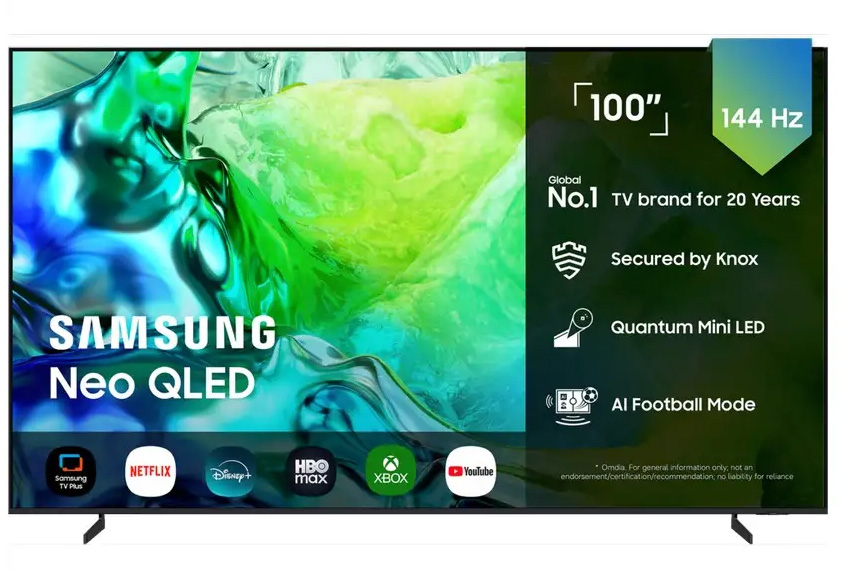 100”
144 Hz
Global
No.1 TV brand for 20 Years
Secured by Knox
Quantum Mini LED
AI Football Mode
SAMSUNG
Neo QLED
Samsung
TV Plus
NETFLIX
Disney+
HBO
max
XBOX
YouTube
* Omdia. For general information only; not an
endorsement/certification/recommendation; no liability for reliance